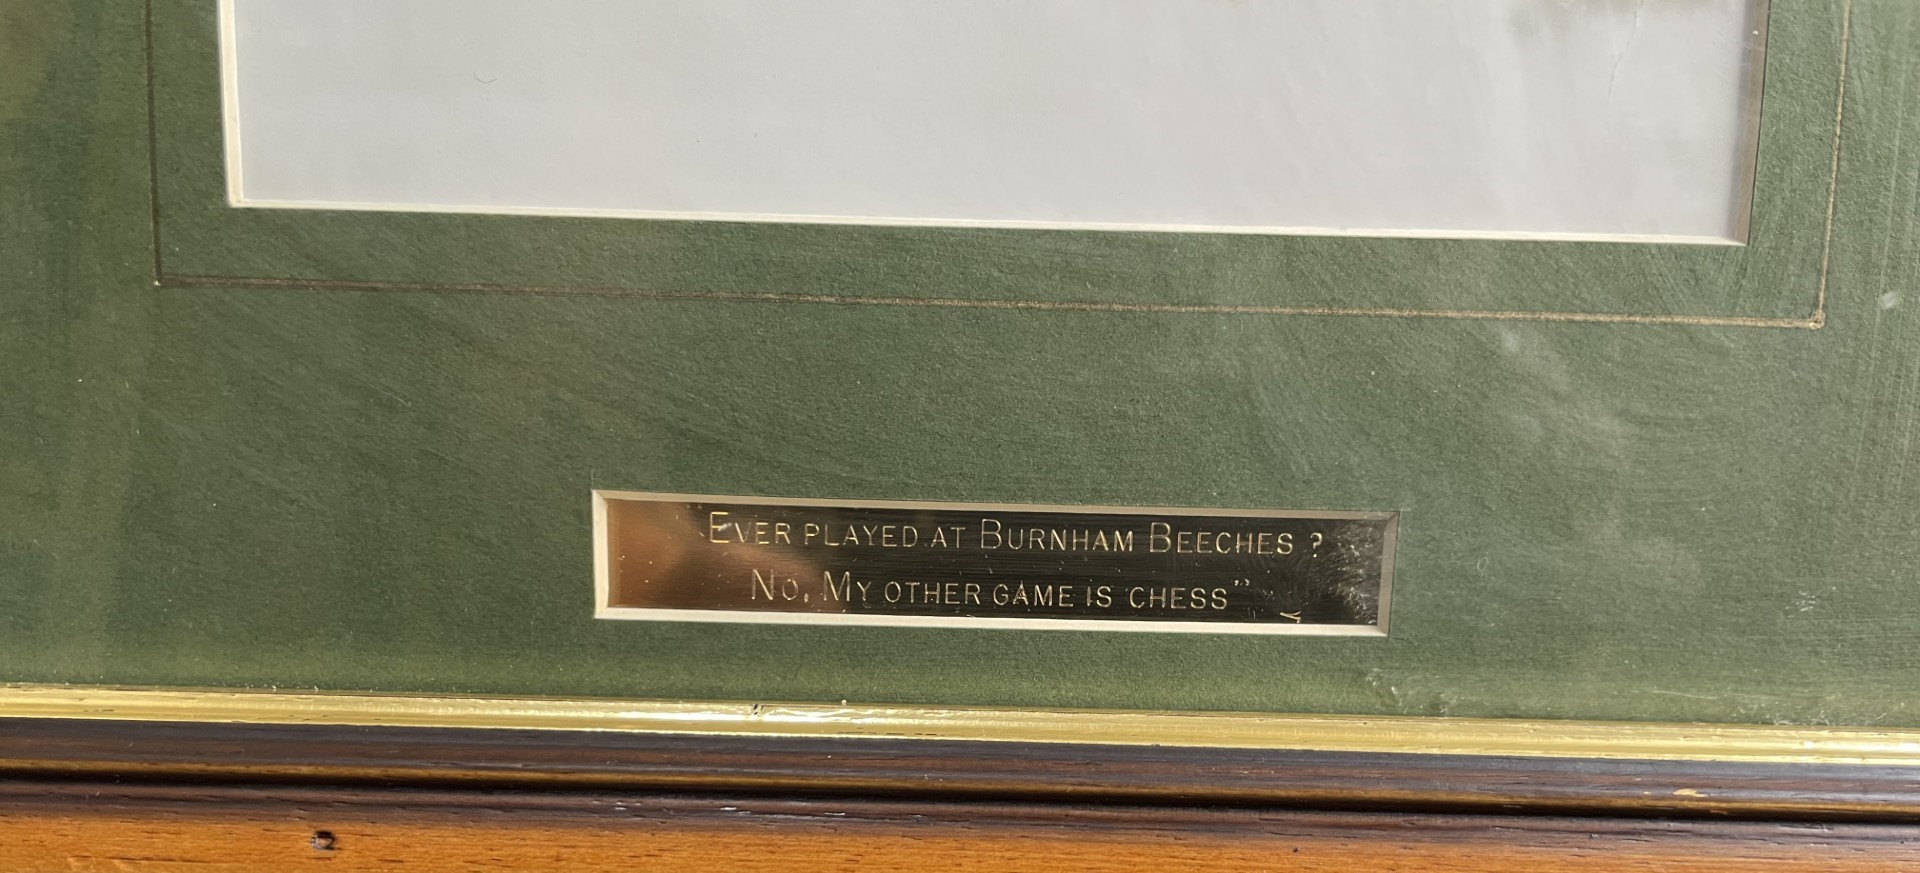 "Ever played at Burnham Beeches?
No. My other game is chess"